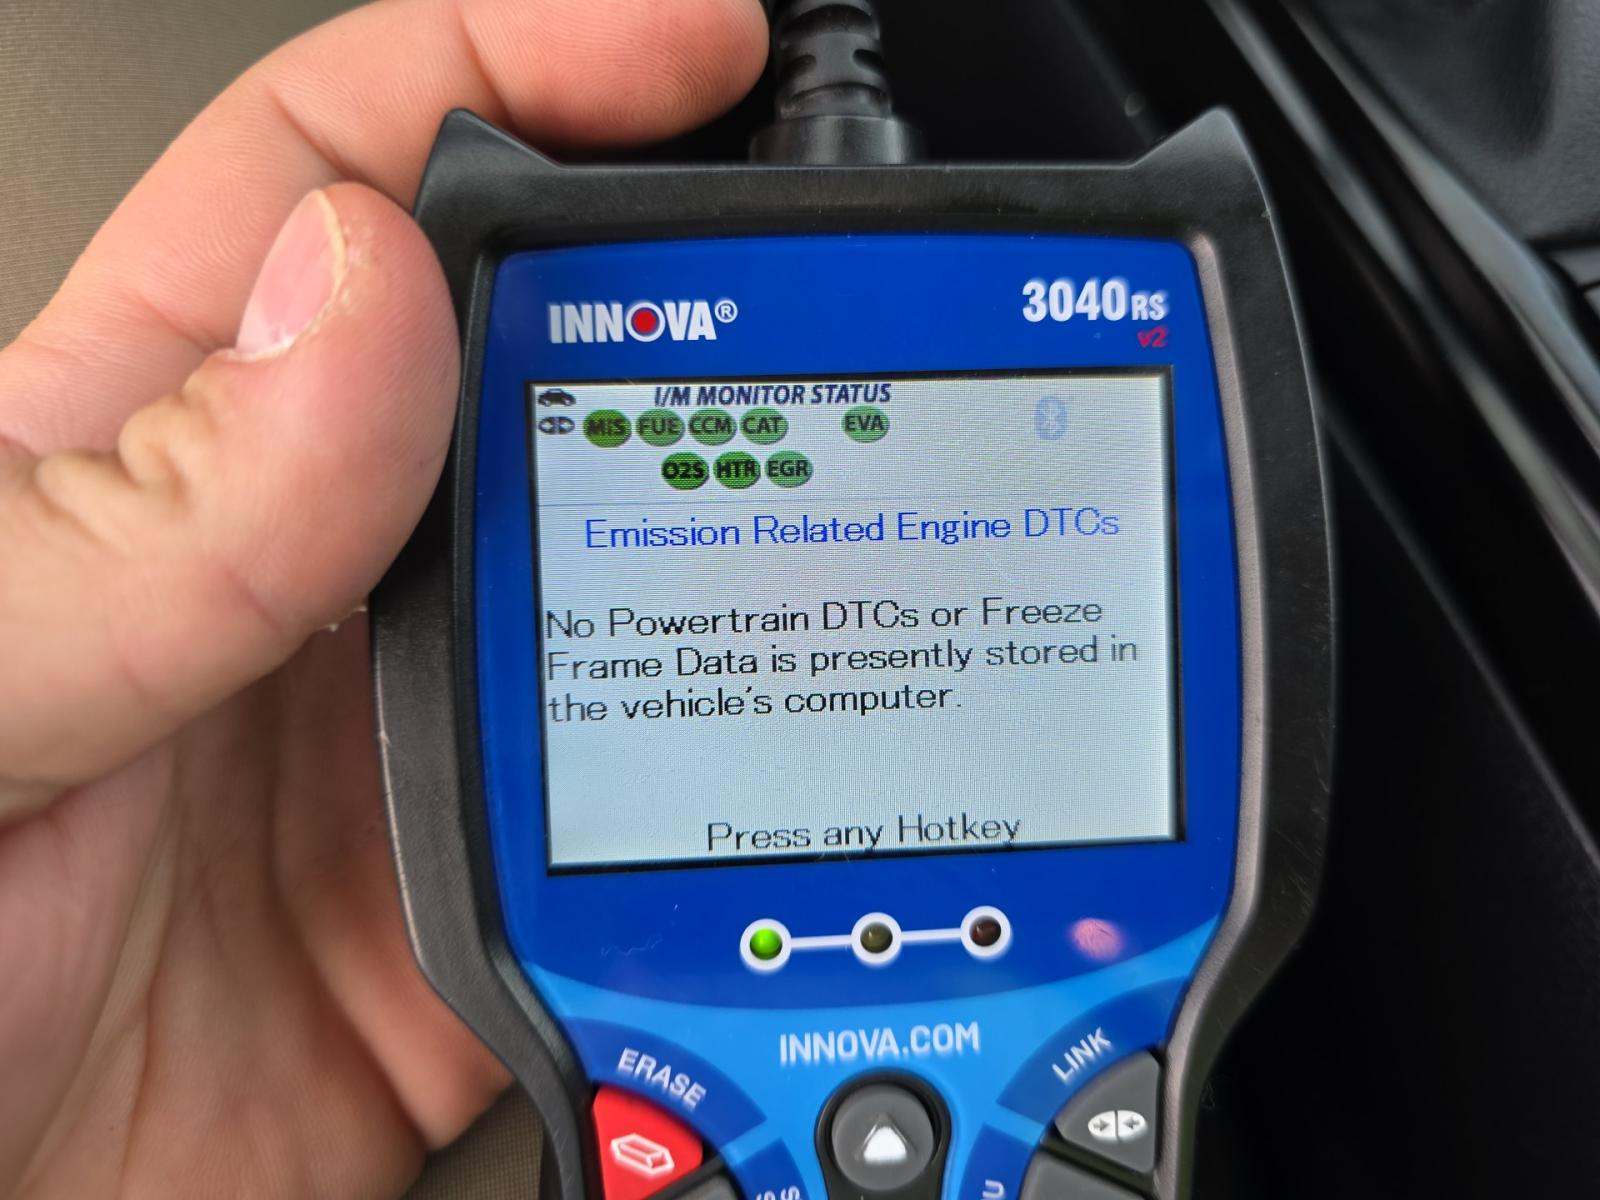 INNOVA®
3040RS
v2
I/M MONITOR STATUS
MIS FUE CCM CAT EVA
O2S HTR EGR
Emission Related Engine DTCs
No Powertrain DTCs or Freeze
Frame Data is presently stored in
the vehicle's computer.
Press any Hotkey
INNOVA.COM
ERASE
LINK